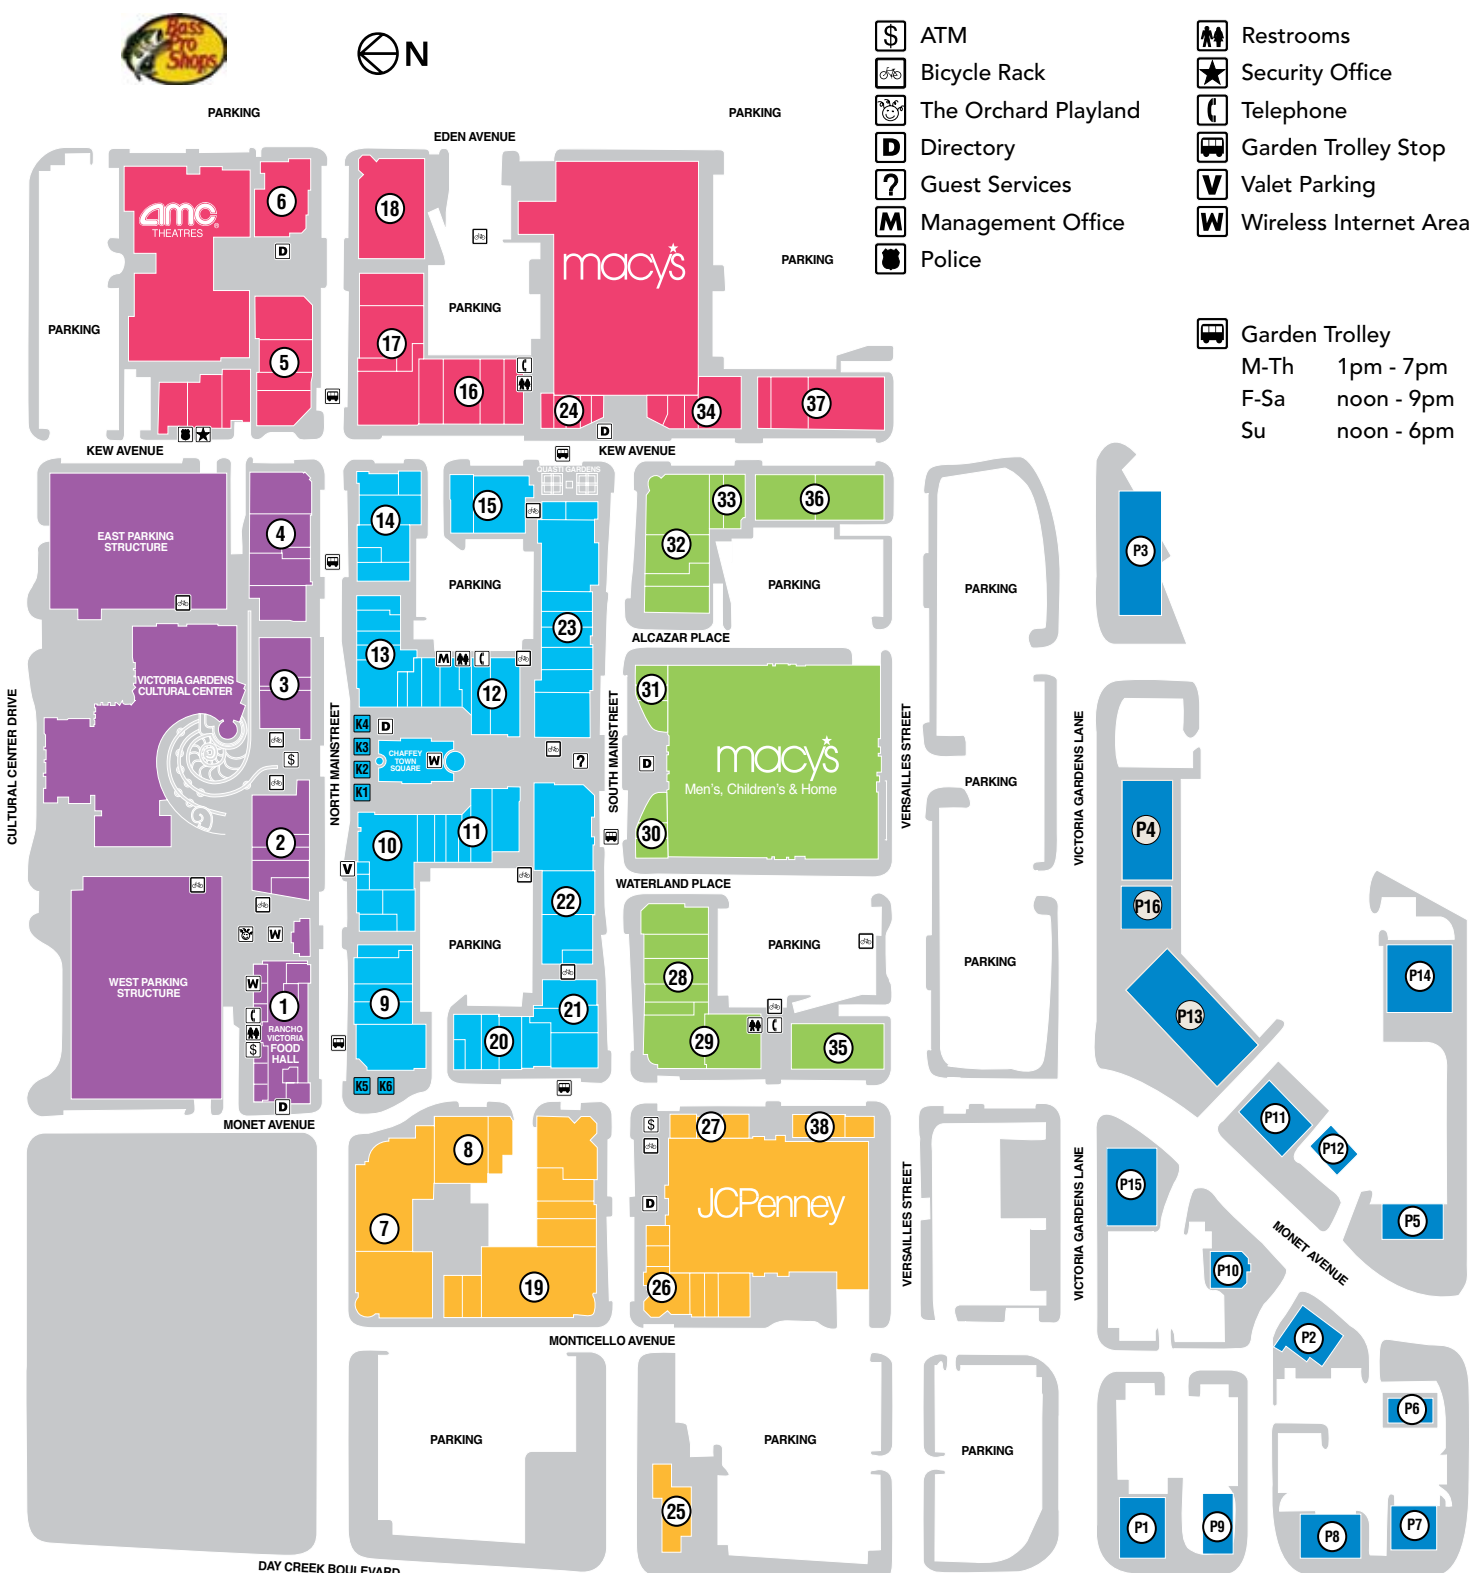 Bass
Pro
Shops
N
$ ATM
Bicycle Rack
The Orchard Playland
D Directory
? Guest Services
M Management Office
Police
Restrooms
Security Office
Telephone
Garden Trolley Stop
V Valet Parking
W Wireless Internet Area
Garden Trolley
M-Th 1pm - 7pm
F-Sa noon - 9pm
Su noon - 6pm
PARKING
PARKING
EDEN AVENUE
amc
THEATRES
6
18
D
macy's
PARKING
PARKING
PARKING
5
17
16
24
34
37
D
KEW AVENUE
KEW AVENUE
QUASTI GARDENS
EAST PARKING
STRUCTURE
4
14
15
33
36
32
P3
PARKING
PARKING
PARKING
23
ALCAZAR PLACE
13
M
12
VICTORIA GARDENS
CULTURAL CENTER
3
31
CULTURAL CENTER DRIVE
NORTH MAINSTREET
SOUTH MAINSTREET
VERSAILLES STREET
VICTORIA GARDENS LANE
K4
D
K3
K2
K1
CHAFFEY
TOWN
SQUARE
W
$
?
D
macy's
Men's, Children's & Home
PARKING
2
10
11
30
P4
V
WATERLAND PLACE
22
P16
W
PARKING
PARKING
PARKING
WEST PARKING
STRUCTURE
W
1
RANCHO
VICTORIA
FOOD
HALL
$
9
21
28
P14
P13
20
29
35
K5
K6
D
MONET AVENUE
8
$
27
38
P11
P12
P15
7
D
JCPenney
VERSAILLES STREET
VICTORIA GARDENS LANE
P5
MONET AVENUE
P10
19
26
MONTICELLO AVENUE
P2
P6
PARKING
PARKING
PARKING
25
P1
P9
P8
P7
DAY CREEK BOULEVARD